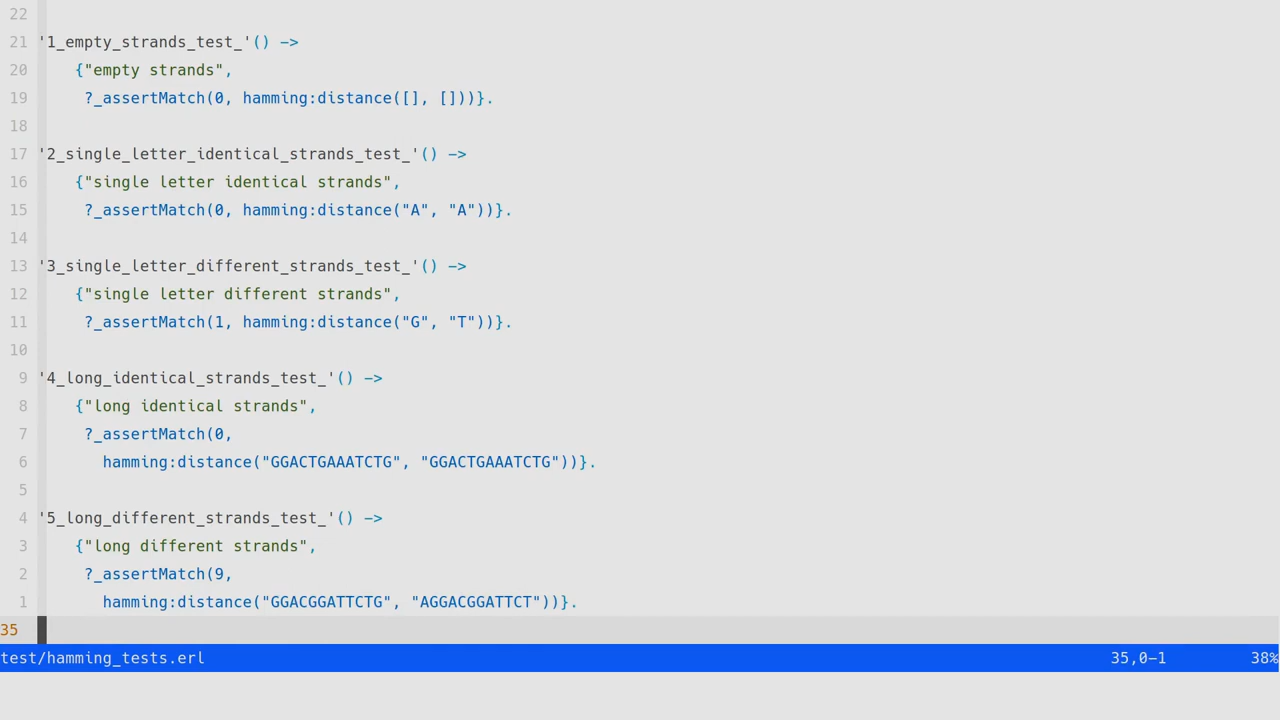 22
21 '1_empty_strands_test_'() ->
20     {"empty strands",
19      ?_assertMatch(0, hamming:distance([], []))}.
18
17 '2_single_letter_identical_strands_test_'() ->
16     {"single letter identical strands",
15      ?_assertMatch(0, hamming:distance("A", "A"))}.
14
13 '3_single_letter_different_strands_test_'() ->
12     {"single letter different strands",
11      ?_assertMatch(1, hamming:distance("G", "T"))}.
10
9 '4_long_identical_strands_test_'() ->
8     {"long identical strands",
7      ?_assertMatch(0,
6        hamming:distance("GGACTGAAATCTG", "GGACTGAAATCTG"))}.
5
4 '5_long_different_strands_test_'() ->
3     {"long different strands",
2      ?_assertMatch(9,
1        hamming:distance("GGACGGATTCTG", "AGGACGGATTCT"))}.
35
test/hamming_tests.erl 35,0-1 38%